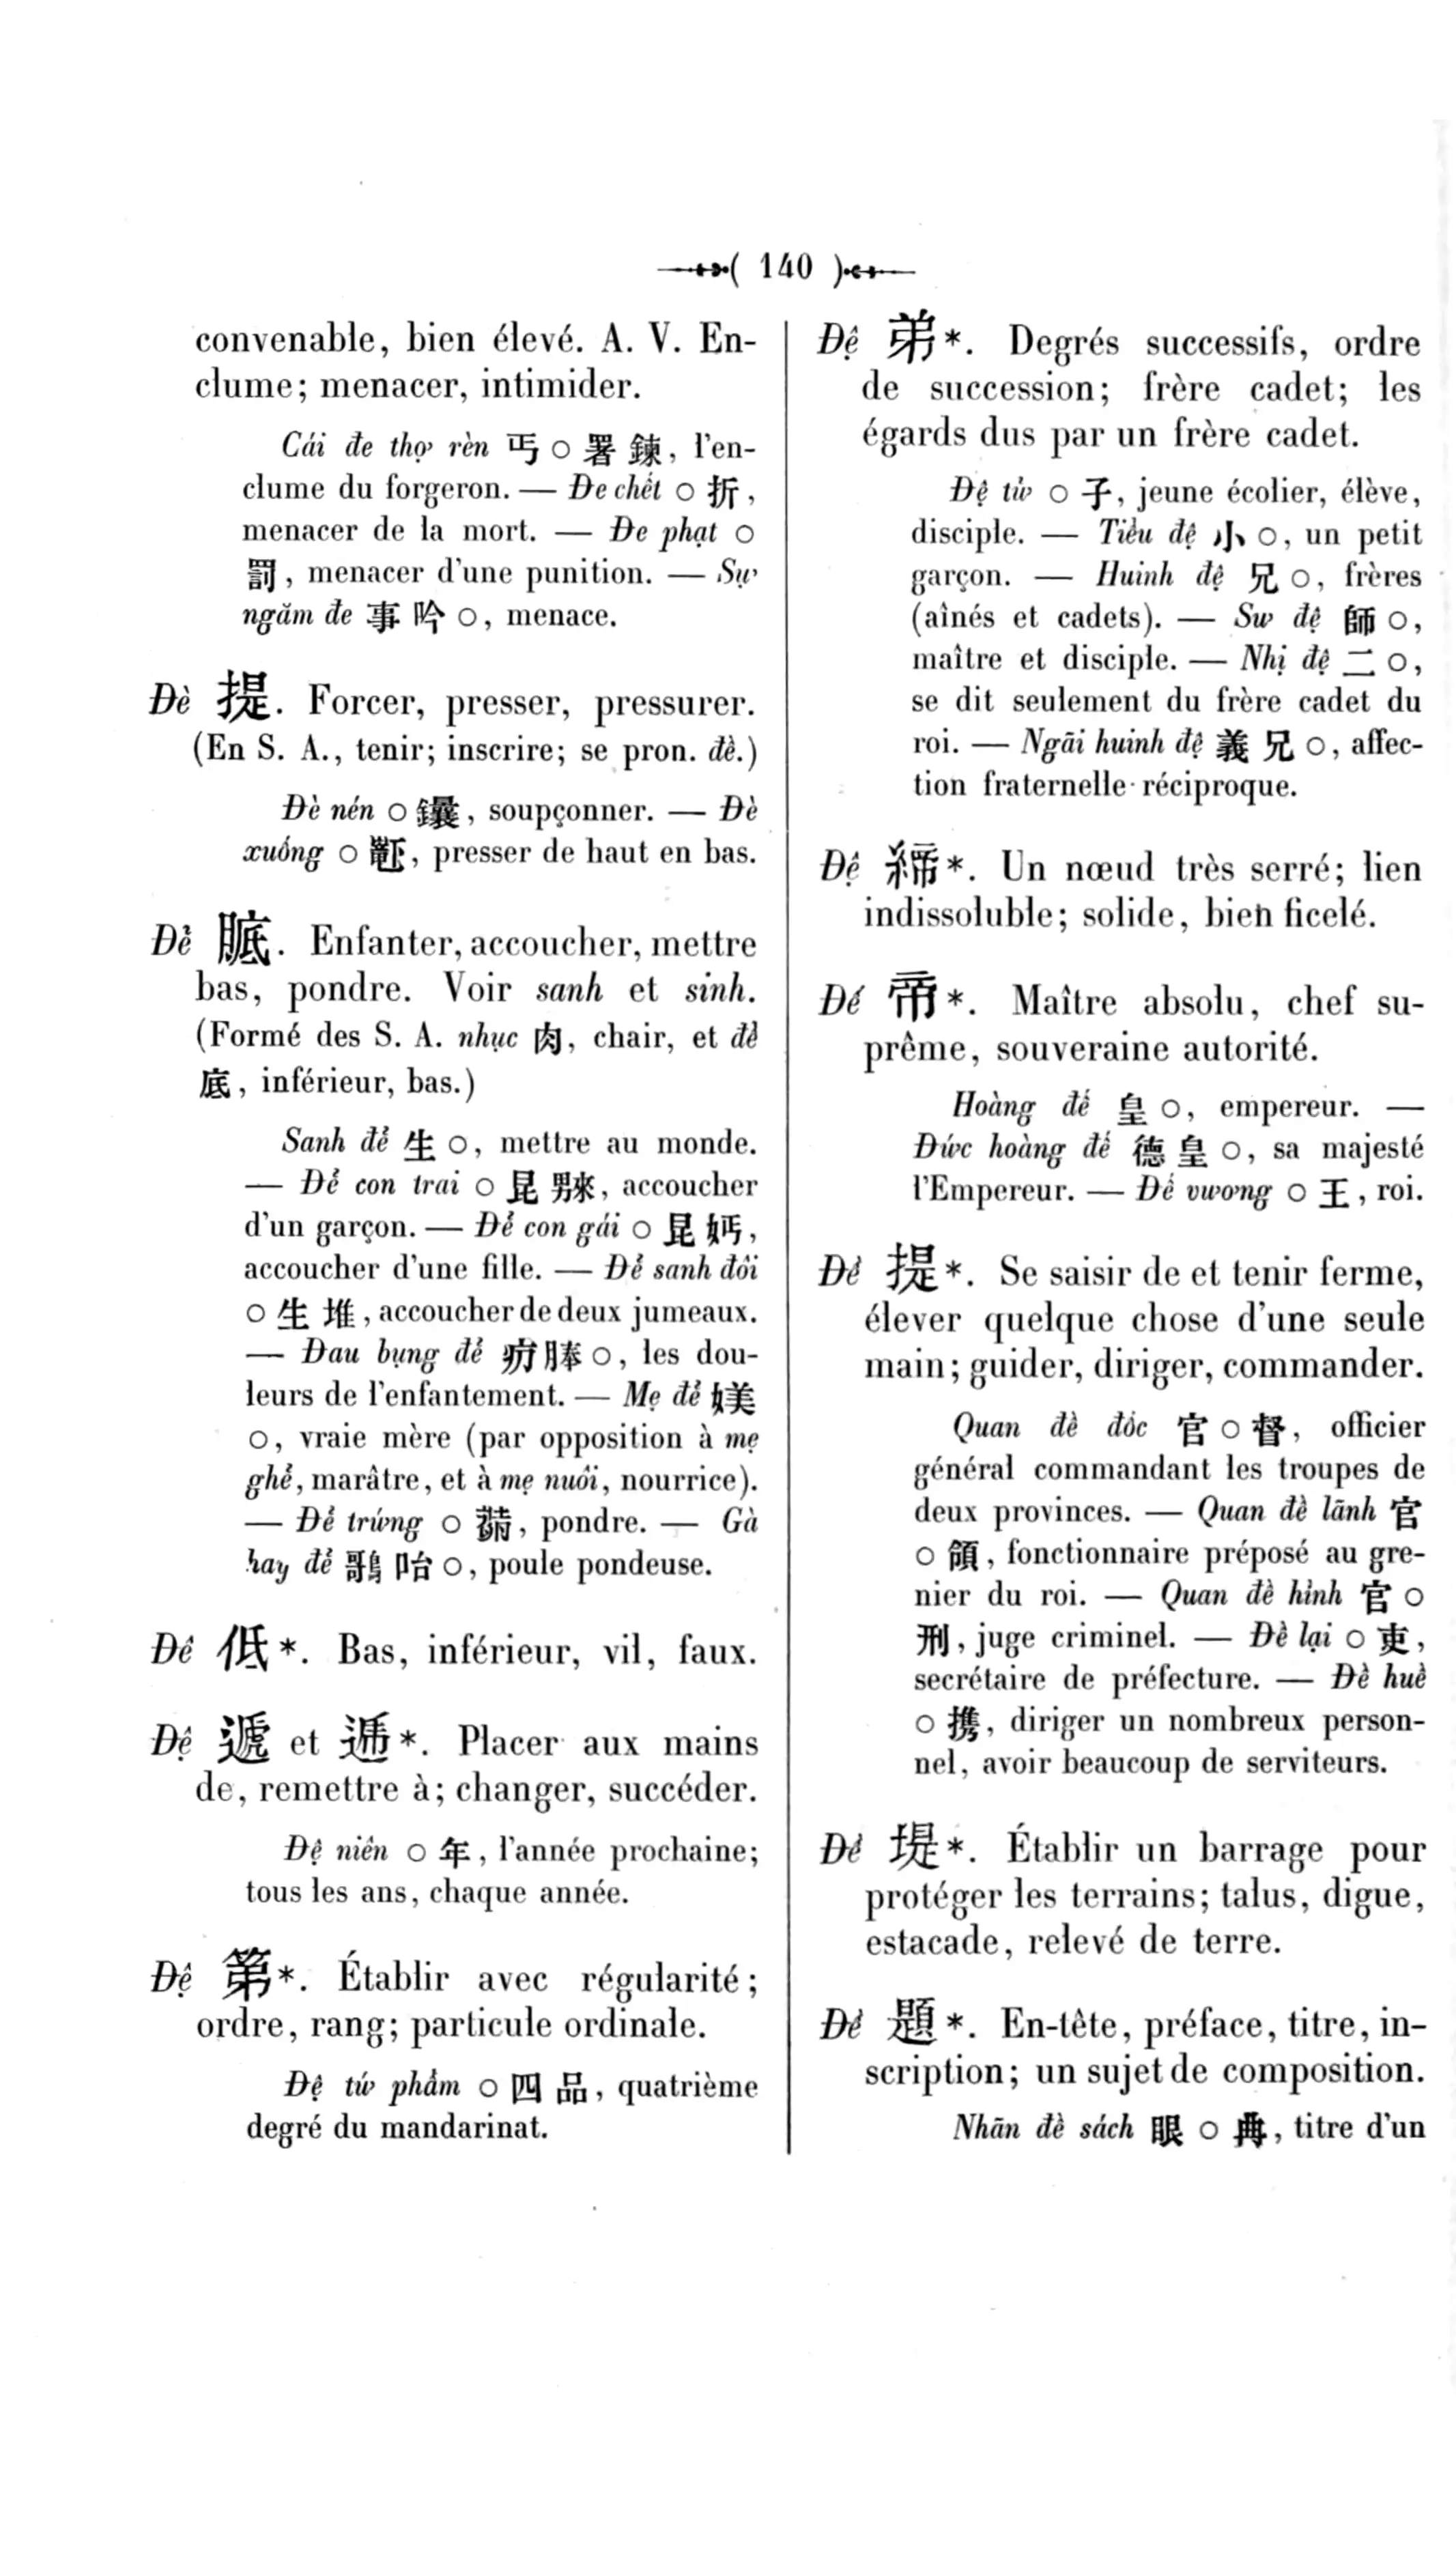 ( 140 )
convenable, bien élevé. A. V. En-
clume; menacer, intimider.
Cái đe thợ rèn 丐 ○ 署 鍊, l'en-
clume du forgeron. — Đe chết ○ 折,
menacer de la mort. — Đe phạt ○
罰, menacer d'une punition. — Sự
ngăm đe 事 吟 ○, menace.
Đè 提. Forcer, presser, pressurer.
(En S. A., tenir; inscrire; se pron. đề.)
Đè nén ○, soupçonner. — Đè
xuống ○, presser de haut en bas.
Đẻ. Enfanter, accoucher, mettre
bas, pondre. Voir sanh et sinh.
(Formé des S. A. nhục 肉, chair, et đề
底, inférieur, bas.)
Sanh đẻ 生 ○, mettre au monde.
— Đẻ con trai ○ 昆, accoucher
d'un garçon. — Đẻ con gái ○ 昆,
accoucher d'une fille. — Đẻ sanh đôi
○ 生 堆, accoucher de deux jumeaux.
— Đau bụng đẻ ○, les dou-
leurs de l'enfantement. — Mẹ đẻ 媄
○, vraie mère (par opposition à mẹ
ghẻ, marâtre, et à mẹ nuôi, nourrice).
— Đẻ trứng ○, pondre. — Gà
hay đẻ 咍 ○, poule pondeuse.
Đê 低*. Bas, inférieur, vil, faux.
Đệ 遞 et 逓*. Placer aux mains
de, remettre à; changer, succéder.
Đệ niên ○ 年, l'année prochaine;
tous les ans, chaque année.
Đệ 第*. Établir avec régularité;
ordre, rang; particule ordinale.
Đệ tứ phẩm ○ 四 品, quatrième
degré du mandarinat.
Đệ 弟*. Degrés successifs, ordre
de succession; frère cadet; les
égards dus par un frère cadet.
Đệ tử ○ 子, jeune écolier, élève,
disciple. — Tiểu đệ 小 ○, un petit
garçon. — Huinh đệ 兄 ○, frères
(aînés et cadets). — Sư đệ 師 ○,
maître et disciple. — Nhị đệ 二 ○,
se dit seulement du frère cadet du
roi. — Ngãi huinh đệ 義 兄 ○, affec-
tion fraternelle réciproque.
Đệ 締*. Un nœud très serré; lien
indissoluble; solide, bien ficelé.
Đế 帝*. Maître absolu, chef su-
prême, souveraine autorité.
Hoàng đế 皇 ○, empereur. —
Đức hoàng đế 德 皇 ○, sa majesté
l'Empereur. — Đế vương ○ 王, roi.
Đề 提*. Se saisir de et tenir ferme,
élever quelque chose d'une seule
main; guider, diriger, commander.
Quan đề đốc 官 ○ 督, officier
général commandant les troupes de
deux provinces. — Quan đề lãnh 官
○ 領, fonctionnaire préposé au gre-
nier du roi. — Quan đề hình 官 ○
刑, juge criminel. — Đề lại ○ 吏,
secrétaire de préfecture. — Đề huề
○ 携, diriger un nombreux person-
nel, avoir beaucoup de serviteurs.
Đề 堤*. Établir un barrage pour
protéger les terrains; talus, digue,
estacade, relevé de terre.
Đề 題*. En-tête, préface, titre, in-
scription; un sujet de composition.
Nhãn đề sách 眼 ○ 冊, titre d'un